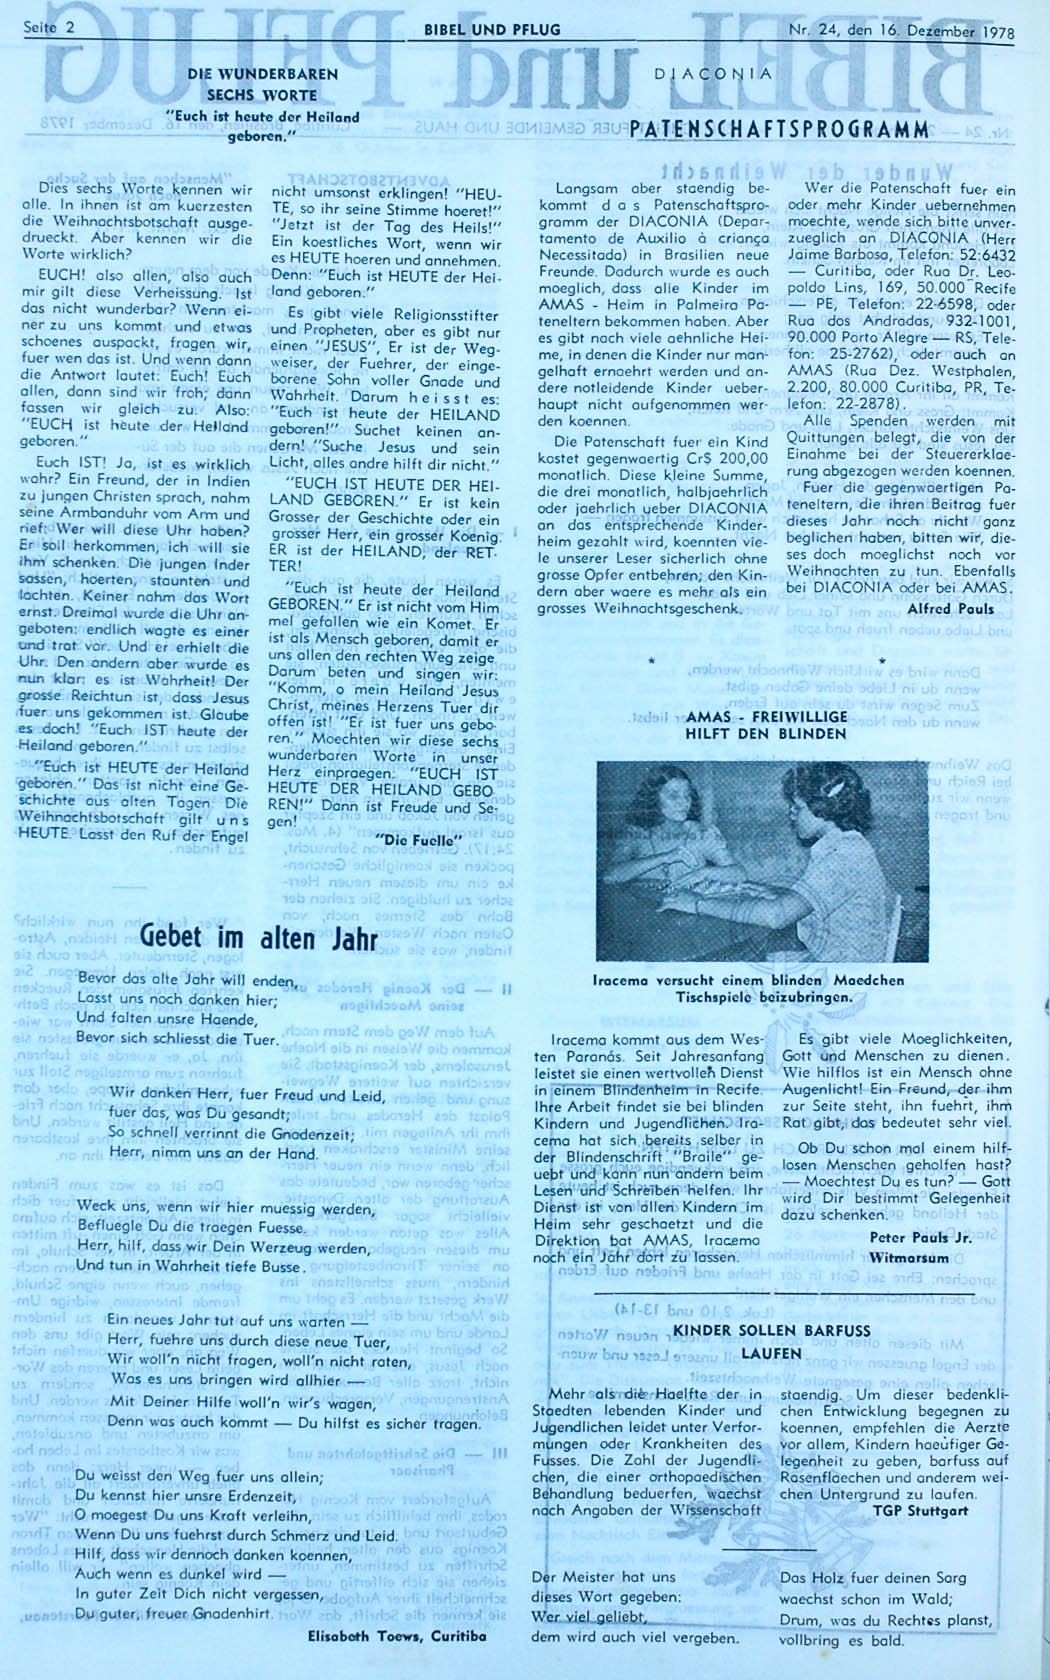 Seite 2
BIBEL UND PFLUG
Nr. 24, den 16. Dezember 1978
DIE WUNDERBAREN
SECHS WORTE
"Euch ist heute der Heiland
geboren."
Dies sechs Worte kennen wir
alle. In ihnen ist am kuerzesten
die Weihnachtsbotschaft ausge-
drueckt. Aber kennen wir die
Worte wirklich?
EUCH! also allen, also auch
mir gilt diese Verheissung. Ist
das nicht wunderbar? Wenn ei-
ner zu uns kommt und etwas
schoenes auspackt, fragen wir,
fuer wen das ist. Und wenn dann
die Antwort lautet: Euch! Euch
allen, dann sind wir froh, dann
fassen wir gleich zu. Also:
"EUCH ist heute der Heiland
geboren."
Euch IST! Ja, ist es wirklich
wahr? Ein Freund, der in Indien
zu jungen Christen sprach, nahm
seine Armbanduhr vom Arm und
rief: Wer will diese Uhr haben?
Er soll herkommen, ich will sie
ihm schenken. Die jungen Inder
sassen, hoerten, staunten und
lachten. Keiner nahm das Wort
ernst. Dreimal wurde die Uhr an-
geboten: endlich wagte es einer
und trat vor. Und er erhielt die
Uhr. Den andern aber wurde es
nun klar: es ist Wahrheit! Der
grosse Reichtun ist, dass Jesus
fuer uns gekommen ist. Glaube
es doch! "Euch IST heute der
Heiland geboren."
"Euch ist HEUTE der Heiland
geboren." Das ist nicht eine Ge-
schichte aus alten Tagen. Die
Weihnachtsbotschaft gilt uns
HEUTE. Lasst den Ruf der Engel
nicht umsonst erklingen! "HEU-
TE, so ihr seine Stimme hoeret!"
"Jetzt ist der Tag des Heils!"
Ein koestliches Wort, wenn wir
es HEUTE hoeren und annehmen.
Denn: "Euch ist HEUTE der Hei-
land geboren."
Es gibt viele Religionsstifter
und Propheten, aber es gibt nur
einen "JESUS", Er ist der Weg-
weiser, der Fuehrer, der einge-
borene Sohn voller Gnade und
Wahrheit. Darum heisst es:
"Euch ist heute der HEILAND
geboren!" Suchet keinen an-
dern! "Suche Jesus und sein
Licht, alles andre hilft dir nicht."
"EUCH IST HEUTE DER HEI-
LAND GEBOREN." Er ist kein
Grosser der Geschichte oder ein
grosser Herr, ein grosser Koenig.
ER ist der HEILAND, der RET-
TER!
"Euch ist heute der Heiland
GEBOREN." Er ist nicht vom Him
mel gefallen wie ein Komet. Er
ist als Mensch geboren, damit er
uns allen den rechten Weg zeige
Darum beten und singen wir:
"Komm, o mein Heiland Jesus
Christ, meines Herzens Tuer dir
offen ist! "Er ist fuer uns gebo-
ren." Moechten wir diese sechs
wunderbaren Worte in unser
Herz einpraegen: "EUCH IST
HEUTE DER HEILAND GEBO
REN!" Dann ist Freude und Se-
gen!
"Die Fuelle"
Gebet im alten Jahr
Bevor das alte Jahr will enden,
Lasst uns noch danken hier;
Und falten unsre Haende,
Bevor sich schliesst die Tuer.
Wir danken Herr, fuer Freud und Leid,
fuer das, was Du gesandt;
So schnell verrinnt die Gnadenzeit;
Herr, nimm uns an der Hand.
Weck uns, wenn wir hier muessig werden,
Befluegle Du die traegen Fuesse.
Herr, hilf, dass wir Dein Werzeug werden,
Und tun in Wahrheit tiefe Busse.
Ein neues Jahr tut auf uns warten —
Herr, fuehre uns durch diese neue Tuer,
Wir woll'n nicht fragen, woll'n nicht raten,
Was es uns bringen wird allhier —
Mit Deiner Hilfe woll'n wir's wagen,
Denn was auch kommt — Du hilfst es sicher tragen.
Du weisst den Weg fuer uns allein;
Du kennst hier unsre Erdenzeit,
O moegest Du uns Kraft verleihn,
Wenn Du uns fuehrst durch Schmerz und Leid.
Hilf, dass wir dennoch danken koennen,
Auch wenn es dunkel wird —
In guter Zeit Dich nicht vergessen,
Du guter, treuer Gnadenhirt.
Elisabeth Toews, Curitiba
DIACONIA
PATENSCHAFTSPROGRAMM
Langsam aber staendig be-
kommt das Patenschaftspro-
gramm der DIACONIA (Depar-
tamento de Auxilio à criança
Necessitada) in Brasilien neue
Freunde. Dadurch wurde es auch
moeglich, dass alle Kinder im
AMAS - Heim in Palmeira Pa-
teneltern bekommen haben. Aber
es gibt noch viele aehnliche Hei-
me, in denen die Kinder nur man-
gelhaft ernaehrt werden und an-
dere notleidende Kinder ueber-
haupt nicht aufgenommen wer-
den koennen.
Die Patenschaft fuer ein Kind
kostet gegenwaertig Cr$ 200,00
monatlich. Diese kleine Summe,
die drei monatlich, halbjaehrlich
oder jaehrlich ueber DIACONIA
an das entsprechende Kinder-
heim gezahlt wird, koennten vie-
le unserer Leser sicherlich ohne
grosse Opfer entbehren; den Kin-
dern aber waere es mehr als ein
grosses Weihnachtsgeschenk.
Wer die Patenschaft fuer ein
oder mehr Kinder uebernehmen
moechte, wende sich bitte unver-
zueglich an DIACONIA (Herr
Jaime Barbosa, Telefon: 52:6432
— Curitiba, oder Rua Dr. Leo-
poldo Lins, 169, 50.000 Recife
— PE, Telefon: 22-6598, oder
Rua dos Andradas, 932-1001,
90.000 Porto Alegre — RS, Tele-
fon: 25-2762), oder auch an
AMAS (Rua Dez. Westphalen,
2.200, 80.000 Curitiba, PR, Te-
lefon: 22-2878).
Alle Spenden werden mit
Quittungen belegt, die von der
Einahme bei der Steuererklae-
rung abgezogen werden koennen.
Fuer die gegenwaertigen Pa-
teneltern, die ihren Beitrag fuer
dieses Jahr noch nicht ganz
beglichen haben, bitten wir, die-
ses doch moeglichst noch vor
Weihnachten zu tun. Ebenfalls
bei DIACONIA oder bei AMAS.
Alfred Pauls
* *
AMAS - FREIWILLIGE
HILFT DEN BLINDEN
Iracema versucht einem blinden Maedchen
Tischspiele beizubringen.
Iracema kommt aus dem Wes-
ten Paranás. Seit Jahresanfang
leistet sie einen wertvollen Dienst
in einem Blindenheim in Recife.
Ihre Arbeit findet sie bei blinden
Kindern und Jugendlichen. Ira-
cema hat sich bereits selber in
der Blindenschrift "Braile" ge-
uebt und kann nun andern beim
Lesen und Schreiben helfen. Ihr
Dienst ist von allen Kindern im
Heim sehr geschaetzt und die
Direktion bat AMAS, Iracema
noch ein Jahr dort zu lassen.
Es gibt viele Moeglichkeiten,
Gott und Menschen zu dienen.
Wie hilflos ist ein Mensch ohne
Augenlicht! Ein Freund, der ihm
zur Seite steht, ihn fuehrt, ihm
Rat gibt, das bedeutet sehr viel.
Ob Du schon mal einem hilf-
losen Menschen geholfen hast?
— Moechtest Du es tun? — Gott
wird Dir bestimmt Gelegenheit
dazu schenken.
Peter Pauls Jr.
Witmarsum
KINDER SOLLEN BARFUSS
LAUFEN
Mehr als die Haelfte der in
Staedten lebenden Kinder und
Jugendlichen leidet unter Verfor-
mungen oder Krankheiten des
Fusses. Die Zahl der Jugendli-
chen, die einer orthopaedischen
Behandlung beduerfen, waechst
nach Angaben der Wissenschaft
staendig. Um dieser bedenkli-
chen Entwicklung begegnen zu
koennen, empfehlen die Aerzte
vor allem, Kindern haeufiger Ge-
legenheit zu geben, barfuss auf
Rasenflaechen und anderem wei-
chen Untergrund zu laufen.
TGP Stuttgart
Der Meister hat uns
dieses Wort gegeben:
Wer viel geliebt,
dem wird auch viel vergeben.
Das Holz fuer deinen Sarg
waechst schon im Wald;
Drum, was du Rechtes planst,
vollbring es bald.